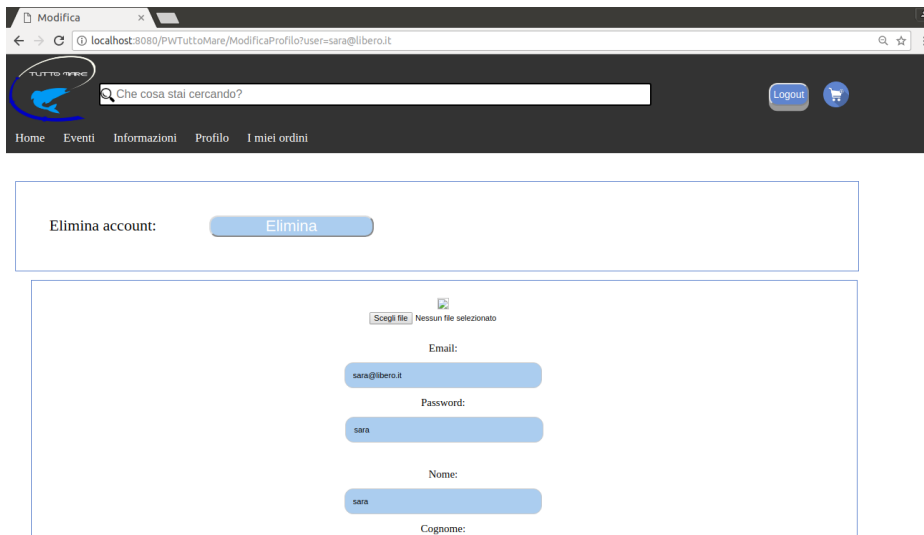 Modifica
localhost:8080/PWTuttoMare/ModificaProfilo?user=sara@libero.it
TUTTO MARE
Che cosa stai cercando?
Logout
Home Eventi Informazioni Profilo I miei ordini
Elimina account: Elimina
Scegli file Nessun file selezionato
Email:
sara@libero.it
Password:
sara
Nome:
sara
Cognome: